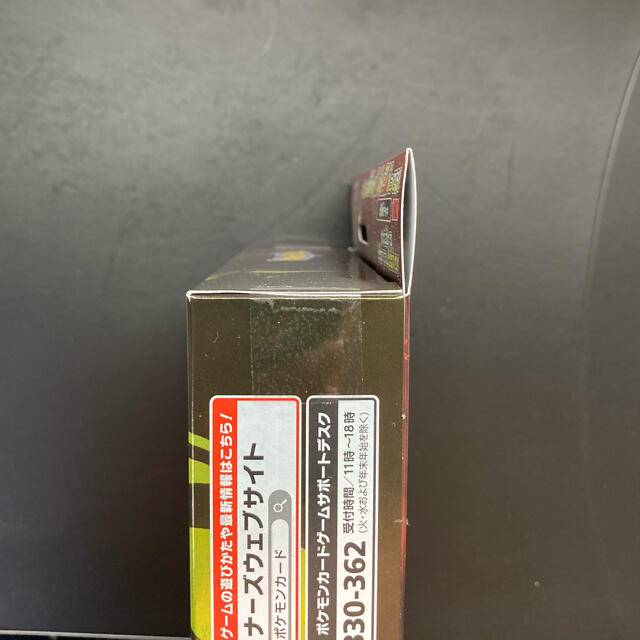 ゲームの遊びかたや最新情報はこちら!
ナーズウェブサイト
ポケモンカード
ポケモンカードゲームサポートデスク
受付時間/11時~18時
(火・水および年末年始を除く)
330-362